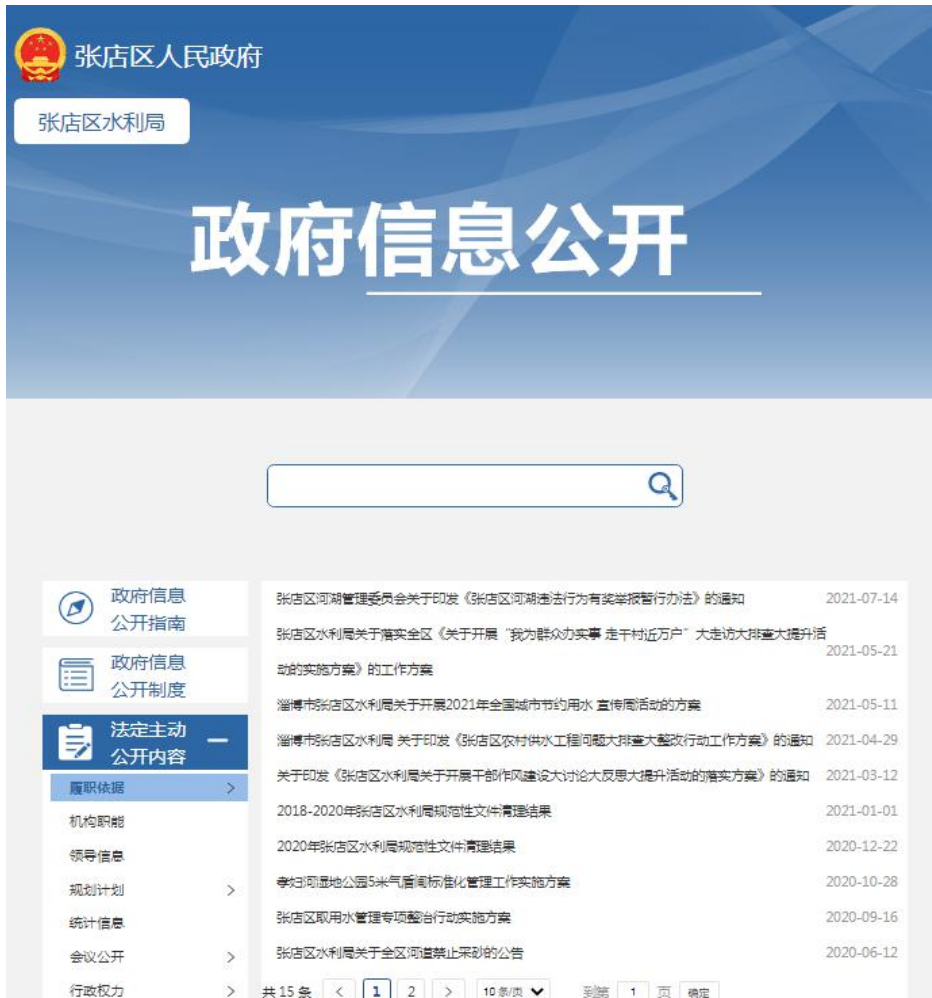 张店区人民政府
张店区水利局
政府信息公开
政府信息
公开指南
政府信息
公开制度
法定主动
公开内容
履职依据 >
机构职能
领导信息
规划计划 >
统计信息
会议公开 >
行政权力 >
张店区河湖管理委员会关于印发《张店区河湖违法行为有奖举报暂行办法》的通知 2021-07-14
张店区水利局关于落实全区《关于开展“我为群众办实事 走千村近万户”大走访大排查大提升活
动的实施方案》的工作方案 2021-05-21
淄博市张店区水利局关于开展2021年全国城市节约用水 宣传周活动的方案 2021-05-11
淄博市张店区水利局 关于印发《张店区农村供水工程问题大排查大整改行动工作方案》的通知 2021-04-29
关于印发《张店区水利局关于开展干部作风建设大讨论大反思大提升活动的落实方案》的通知 2021-03-12
2018-2020年张店区水利局规范性文件清理结果 2021-01-01
2020年张店区水利局规范性文件清理结果 2020-12-22
孝妇河湿地公园5米气盾闸标准化管理工作实施方案 2020-10-28
张店区取用水管理专项整治行动实施方案 2020-09-16
张店区水利局关于全区河道禁止采砂的公告 2020-06-12
共 15 条 < 1 2 > 10 条/页 到第 1 页 确定